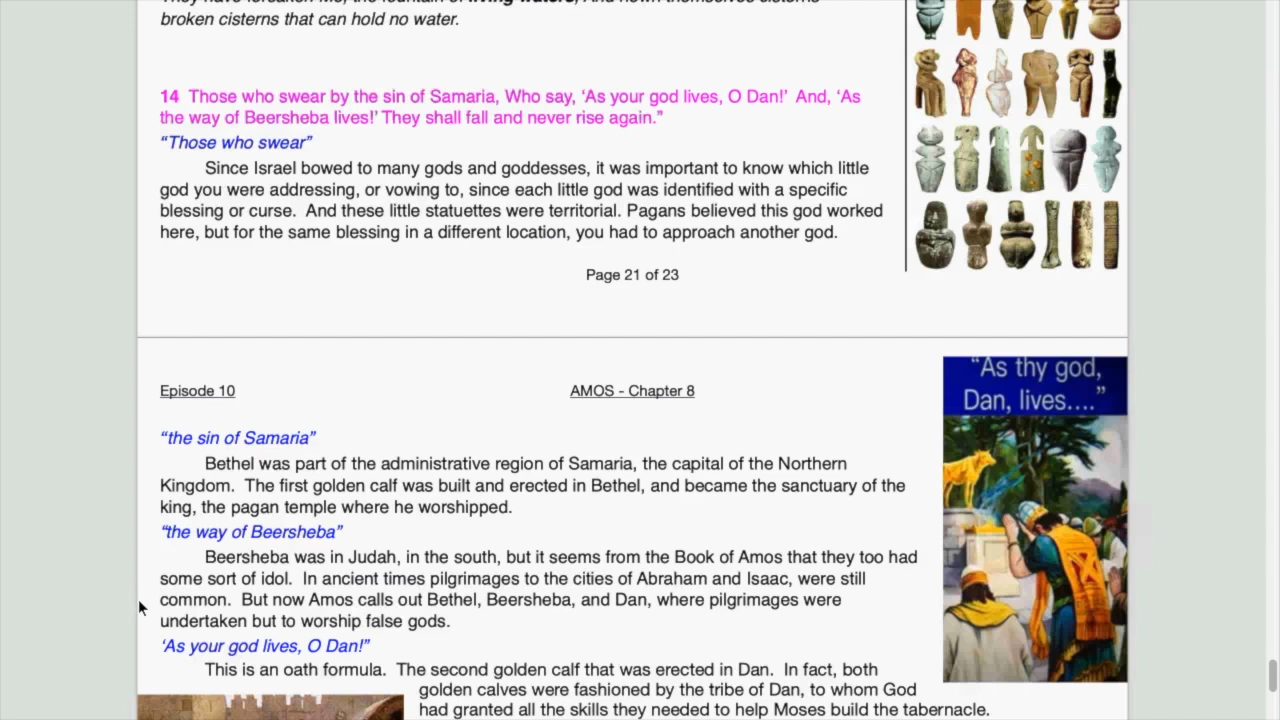 They have forsaken Me, the fountain of living waters, And hewn themselves cisterns
broken cisterns that can hold no water.
14 Those who swear by the sin of Samaria, Who say, ‘As your god lives, O Dan!’ And, ‘As
the way of Beersheba lives!’ They shall fall and never rise again.”
“Those who swear”
Since Israel bowed to many gods and goddesses, it was important to know which little
god you were addressing, or vowing to, since each little god was identified with a specific
blessing or curse. And these little statuettes were territorial. Pagans believed this god worked
here, but for the same blessing in a different location, you had to approach another god.
Page 21 of 23
“As thy god,
Dan, lives....”
Episode 10
AMOS - Chapter 8
“the sin of Samaria”
Bethel was part of the administrative region of Samaria, the capital of the Northern
Kingdom. The first golden calf was built and erected in Bethel, and became the sanctuary of the
king, the pagan temple where he worshipped.
“the way of Beersheba”
Beersheba was in Judah, in the south, but it seems from the Book of Amos that they too had
some sort of idol. In ancient times pilgrimages to the cities of Abraham and Isaac, were still
common. But now Amos calls out Bethel, Beersheba, and Dan, where pilgrimages were
undertaken but to worship false gods.
‘As your god lives, O Dan!”
This is an oath formula. The second golden calf that was erected in Dan. In fact, both
golden calves were fashioned by the tribe of Dan, to whom God
had granted all the skills they needed to help Moses build the tabernacle.